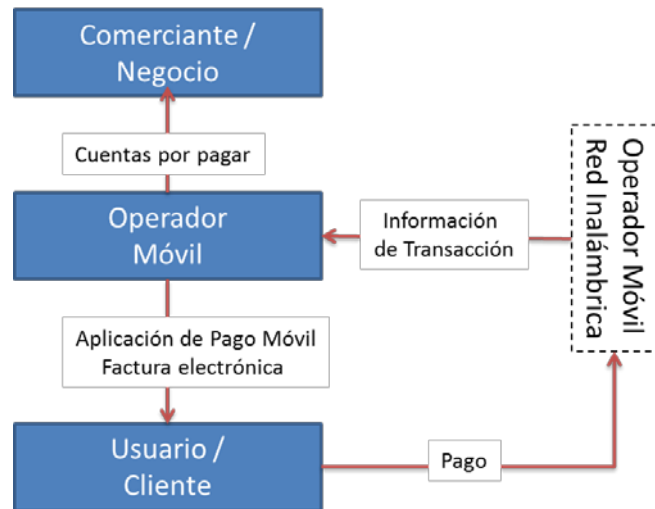 Comerciante /
Negocio
Cuentas por pagar
Operador
Móvil
Información
de Transacción
Operador Móvil
Red Inalámbrica
Aplicación de Pago Móvil
Factura electrónica
Usuario /
Cliente
Pago